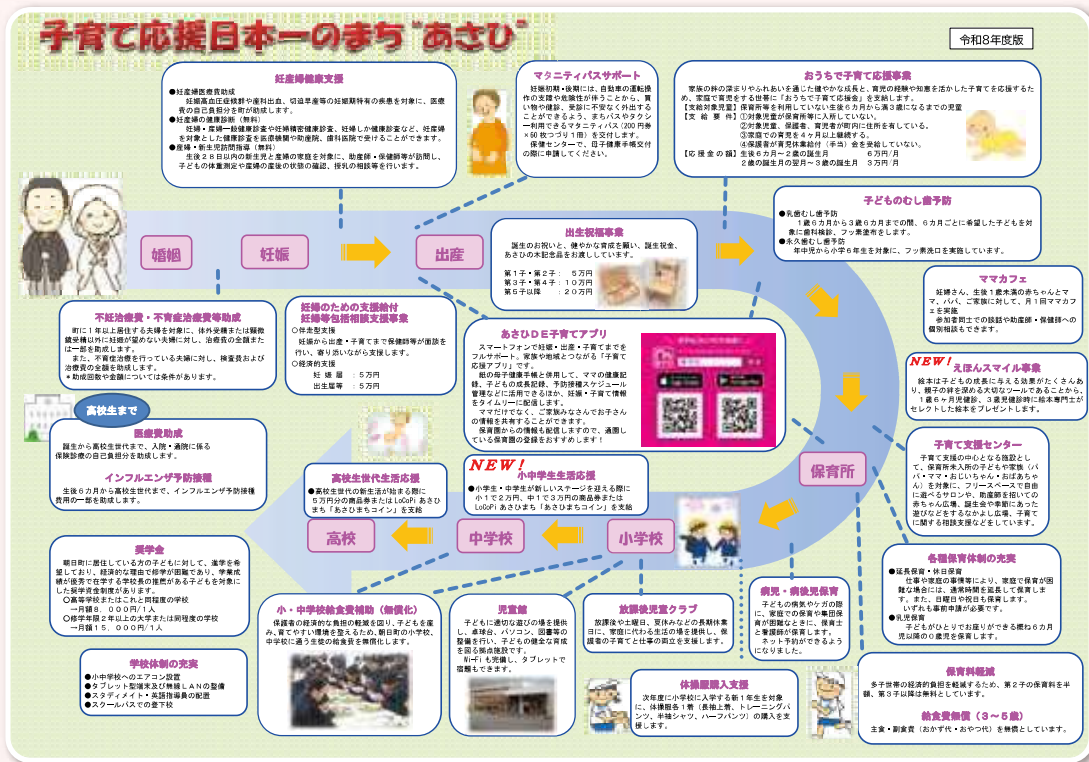 子育て応援日本一のまち"あさひ"
令和8年度版
妊産婦健康支援
●妊産婦医療費助成
妊娠高血圧症候群や産科出血、切迫早産等の妊娠期特有の疾患を対象に、医療
費の自己負担分を町が助成します。
●妊産婦の健康診断（無料）
妊婦・産婦一般健康診査や妊婦精密健康診査、妊婦しか健康診査など、妊産婦
を対象とした健康診査を医療機関や助産院、歯科医院で受けることができます。
●産婦・新生児訪問指導（無料）
生後２８日以内の新生児と産婦の家庭を対象に、助産師・保健師等が訪問し、
子どもの体重測定や産婦の産後の状態の確認、授乳の相談等を行います。
マタニティパスサポート
妊娠初期・後期には、自動車の運転操
作の支障や危険性が伴うことから、買
い物や健診、受診に不安なく外出する
ことができるよう、まちバスやタクシ
ー利用できるマタニティパス(200円券
×60枚つづり１冊）を交付します。
保健センターで、母子健康手帳交付
の際に申請してください。
おうちで子育て応援事業
家族の絆の深まりやふれあいを通じた健やかな成長と、育児の経験や知恵を活かした子育てを応援するた
め、家庭で育児をする世帯に「おうちで子育て応援金」を支給します。
【支給対象児童】保育所等を利用していない生後６カ月から満３歳になるまでの児童
【支 給 要 件】①対象児童が保育所等に入所していない。
②対象児童、保護者、育児者が町内に住所を有している。
③家庭での育児を４ヶ月以上継続する。
④保護者が育児休業給付（手当）金を受給していない。
【応援金の額】生後６カ月～２歳の誕生月 ６万円/月
２歳の誕生月の翌月～３歳の誕生月 ３万円/月
子どものむし歯予防
●乳歯むし歯予防
１歳６カ月から３歳６カ月までの間、６カ月ごとに希望した子どもを対
象に歯科検診、フッ素塗布をします。
●永久歯むし歯予防
年中児から小学６年生を対象に、フッ素洗口を実施しています。
婚姻
妊娠
出産
出生祝福事業
誕生のお祝いと、健やかな育成を願い、誕生祝金、
あさひの木記念品をお渡ししています。
第１子・第２子： ５万円
第３子・第４子：１０万円
第５子以降 ：２０万円
ママカフェ
妊婦さん、生後１歳未満の赤ちゃんとマ
マ、パパ、ご家族に対して、月１回ママカフ
ェを実施
参加者同士での談話や助産師・保健師への
個別相談もできます。
不妊治療費・不育症治療費等助成
町に１年以上居住する夫婦を対象に、体外受精または顕微
鏡受精以外に妊娠が望めない夫婦に対し、治療費の全額また
は一部を助成します。
また、不育症治療を行っている夫婦に対し、検査費および
治療費の全額を助成します。
＊助成回数や金額については条件があります。
妊婦のための支援給付
妊婦等包括相談支援事業
○伴走型支援
妊娠から出産・子育てまで保健師等が面談を
行い、寄り添いながら支援します。
○経済的支援
妊 娠 届 ：５万円
出生届等 ：５万円
あさひＤＥ子育てアプリ
スマートフォンで妊娠・出産・子育てまでを
フルサポート。家族や地域とつながる「子育て
応援アプリ」です。
紙の母子健康手帳と併用して、ママの健康記
録、子どもの成長記録、予防接種スケジュール
管理などに活用できるほか、妊娠・子育て情報
をタイムリーに配信します。
ママだけでなく、ご家族みなさんでお子さん
の情報を共有することができます。
保育園からの情報も配信しますので、通園し
ている保育園の登録をおすすめします！
NEW!
えほんスマイル事業
絵本は子どもの成長に与える効果がたくさんあ
り、親子の絆を深める大切なツールであることから、
１歳６ヶ月児健診、３歳児健診時に絵本専門士が
セレクトした絵本をプレゼントします。
高校生まで
医療費助成
誕生から高校生世代まで、入院・通院に係る
保険診療の自己負担分を助成します。
インフルエンザ予防接種
生後６カ月から高校生世代まで、インフルエンザ予防接種
費用の一部を助成します。
子育て支援センター
子育て支援の中心となる施設とし
て、保育所未入所の子どもや家族（パ
パ・ママ・おじいちゃん・おばあちゃ
ん）を対象に、フリースペースで自由
に遊べるサロンや、助産師を招いての
赤ちゃん広場、誕生会や季節にあった
遊びなどをするなかよし広場、子育て
に関する相談支援などをしています。
保育所
高校生世代生活応援
●高校生世代の新生活が始まる際に
５万円分の商品券またはLoCoPiあさひ
まち「あさひまちコイン」を支給
NEW!
小中学生生活応援
●小学生・中学生が新しいステージを迎える際に
小１で２万円、中１で３万円の商品券または
LoCoPiあさひまち「あさひまちコイン」を支給
高校
中学校
小学校
奨学金
朝日町に居住している方の子どもに対して、進学を希
望しており、経済的な理由で修学が困難であり、学業成
績が優秀で在学する学校長の推薦がある子どもを対象に
した奨学資金制度があります。
○高等学校またはこれと同程度の学校
－月額８，０００円/１人
○修学年限２年以上の大学または同程度の学校
－月額１５，０００円/１人
各種保育体制の充実
●延長保育・休日保育
仕事や家庭の事情等により、家庭で保育が困
難な場合には、通常時間を延長して保育しま
す。また、日曜日や祝日も保育します。
いずれも事前申請が必要です。
●乳児保育
子どもがひとりでお座りができる概ね６カ月
児以降の０歳児を保育します。
小・中学校給食費補助（無償化）
保護者の経済的な負担の軽減を図り、子どもを産
み、育てやすい環境を整えるため、朝日町の小学校、
中学校に通う生徒の給食費を無償化します。
児童館
子どもに適切な遊びの場を提供
し、卓球台、パソコン、図書等の
整備を行い、子どもの健全な育成
を図る拠点施設です。
Wi-Fiも完備し、タブレットで
宿題もできます。
放課後児童クラブ
放課後や土曜日、夏休みなどの長期休業
日に、家庭に代わる生活の場を提供し、保
護者の子育てと仕事の両立を支援します。
病児・病後児保育
子どもの病気やケガの際
に、家庭での保育や集団保
育が困難なときに、保育士
と看護師が保育します。
ネット予約ができるよう
になりました。
学校体制の充実
●小中学校へのエアコン設置
●タブレット型端末及び無線ＬＡＮの整備
●スタディメイト・英語指導員の配置
●スクールバスでの登下校
体操服購入支援
次年度に小学校に入学する新１年生を対象
に、体操服各１着（長袖上着、トレーニングパ
ンツ、半袖シャツ、ハーフパンツ）の購入を支
援します。
保育料軽減
多子世帯の経済的負担を軽減するため、第２子の保育料を半
額、第３子以降は無料としています。
給食費無償（３～５歳）
主食・副食費（おかず代・おやつ代）を無償としています。